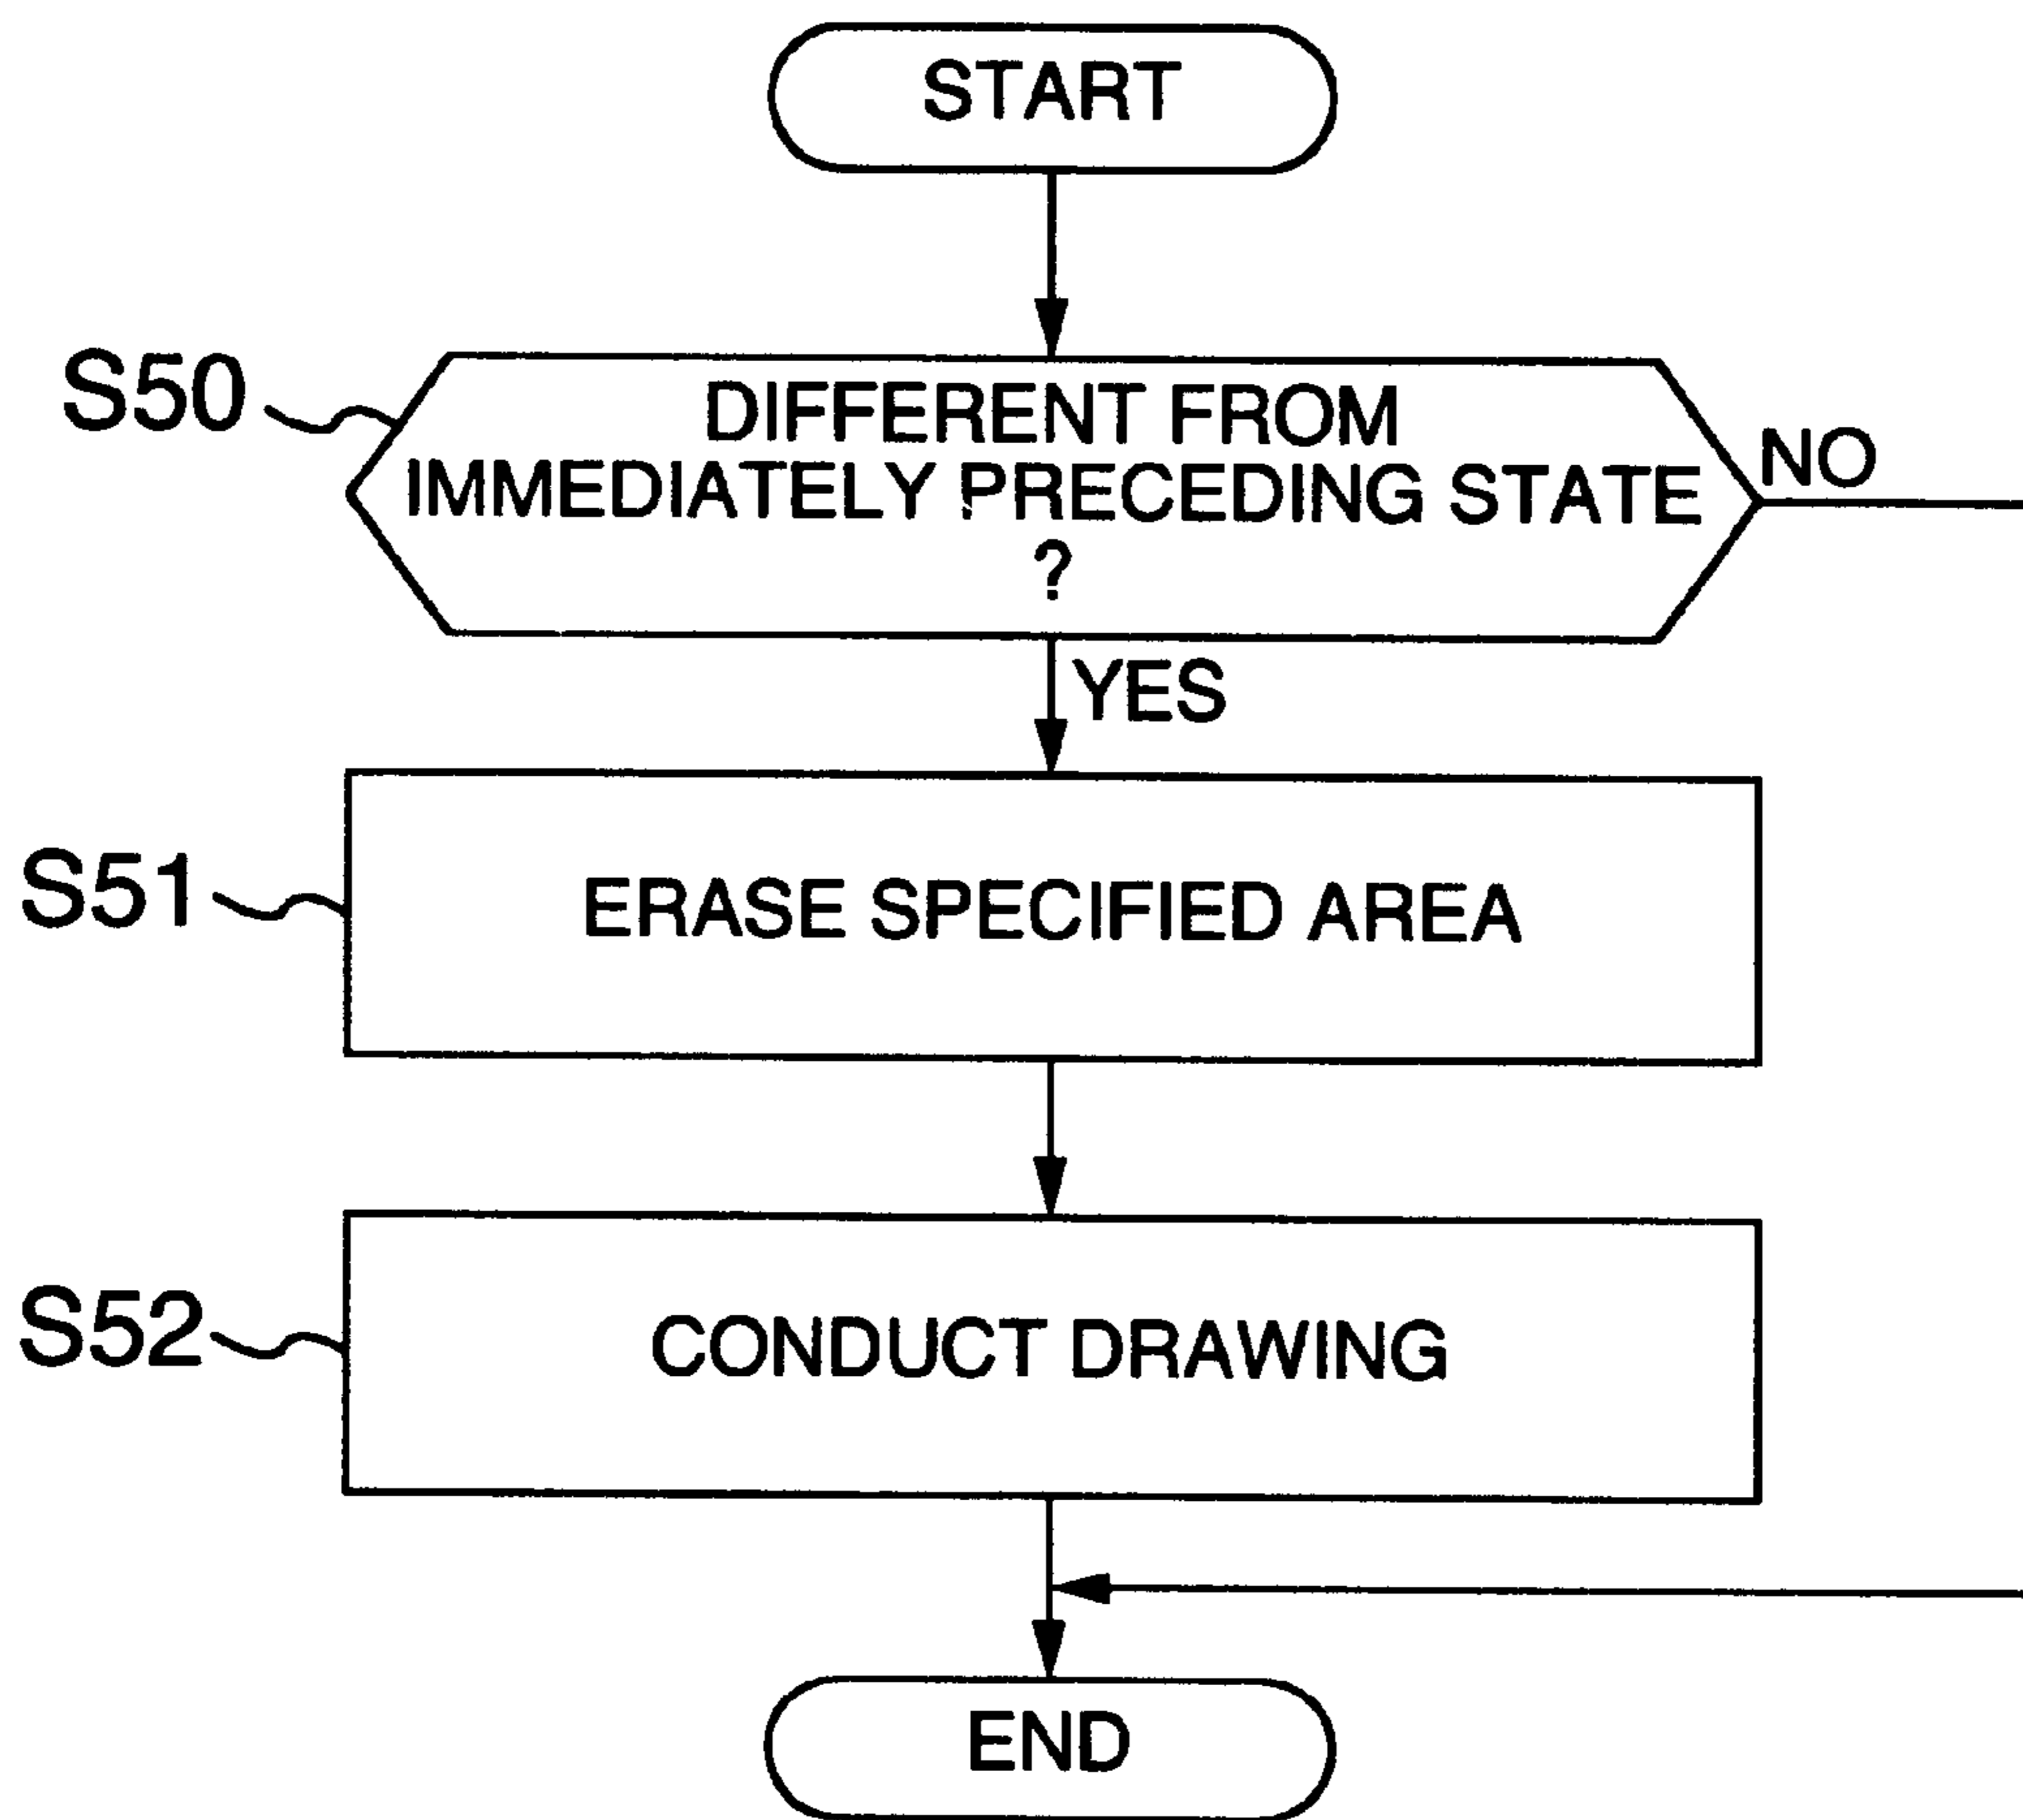 START
S50
DIFFERENT FROM
IMMEDIATELY PRECEDING STATE
?
NO
YES
S51
ERASE SPECIFIED AREA
S52
CONDUCT DRAWING
END